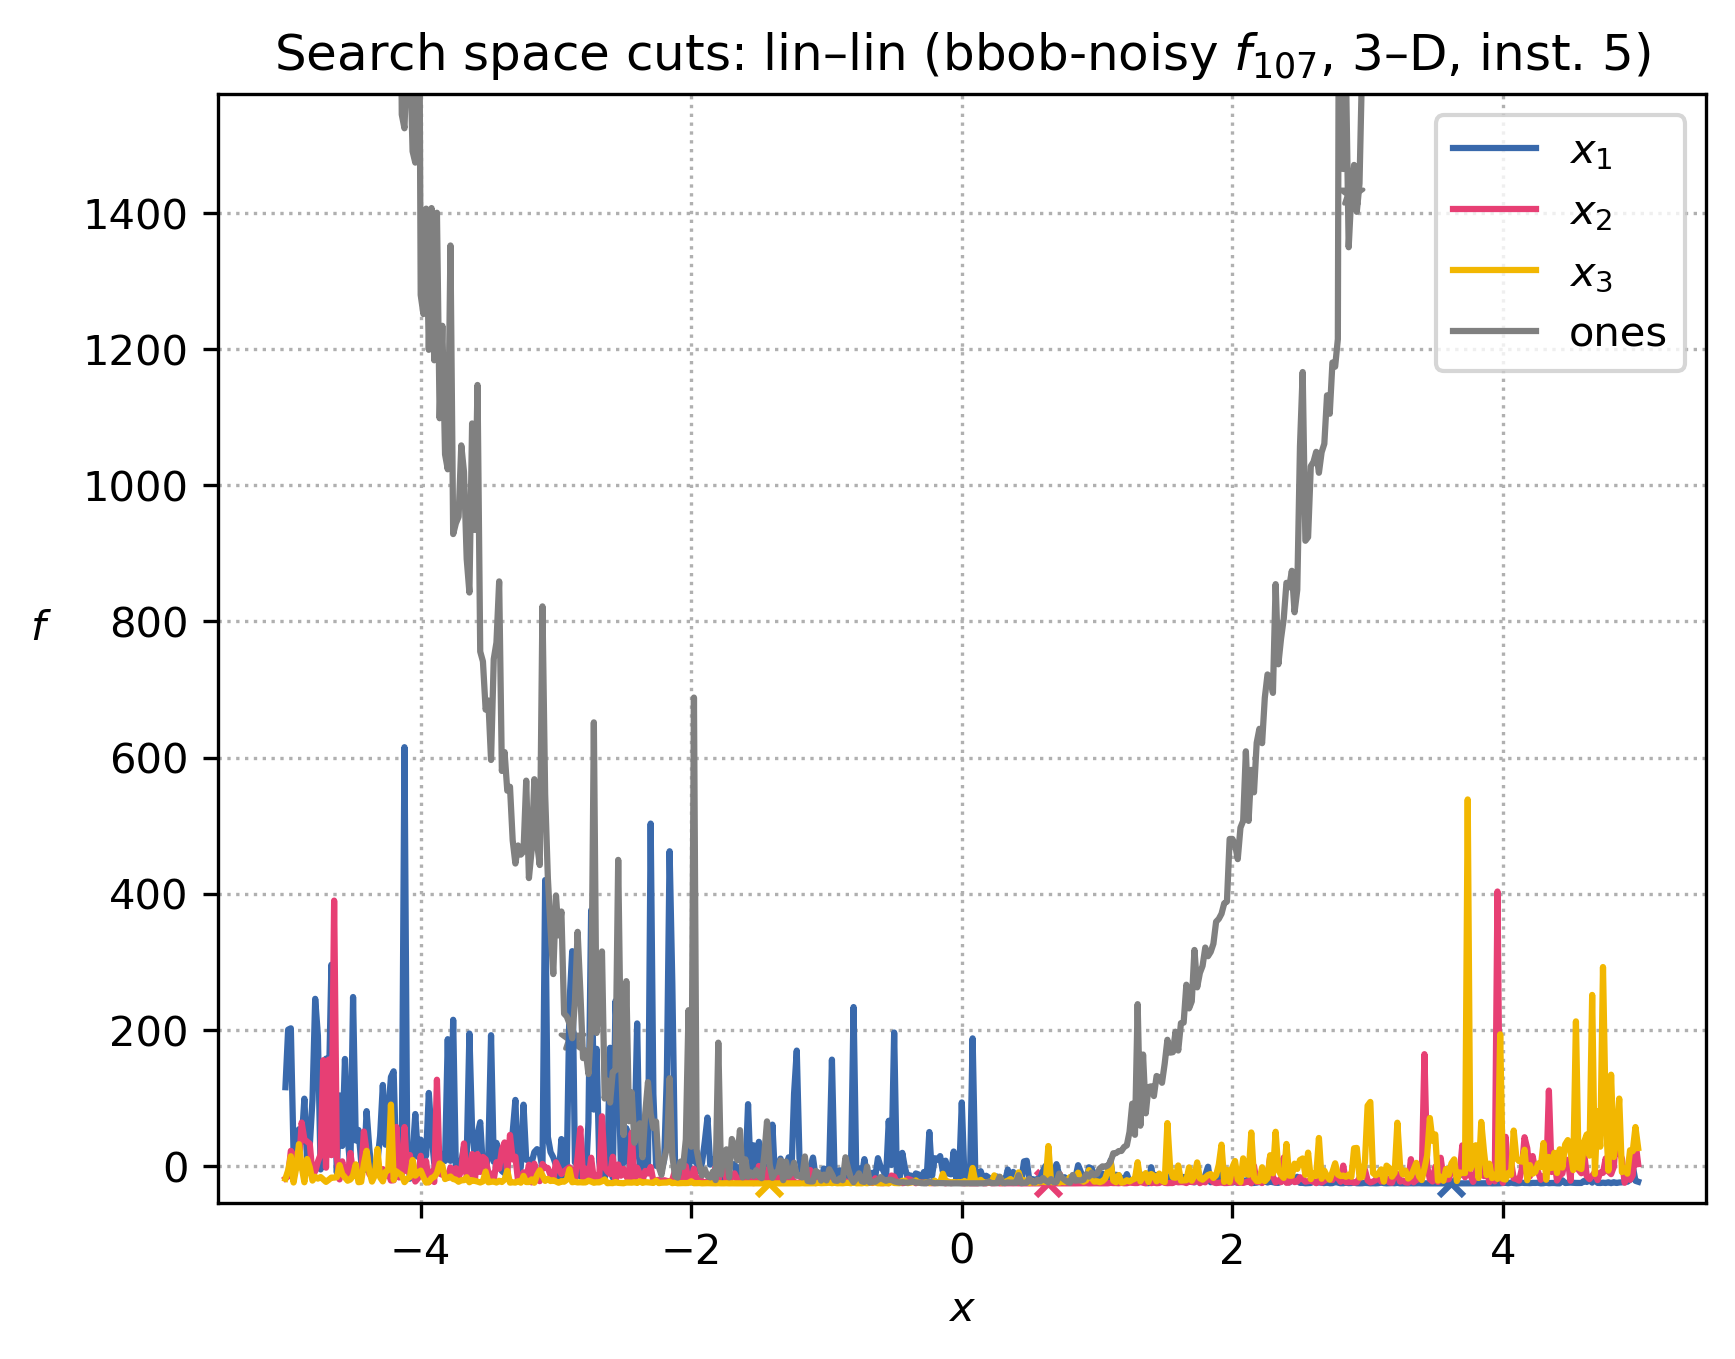 Search space cuts: lin–lin (bbob-noisy f₁₀₇, 3–D, inst. 5)
x₁
x₂
x₃
ones
1400
1200
1000
800
600
400
200
0
f
−4
−2
0
2
4
x